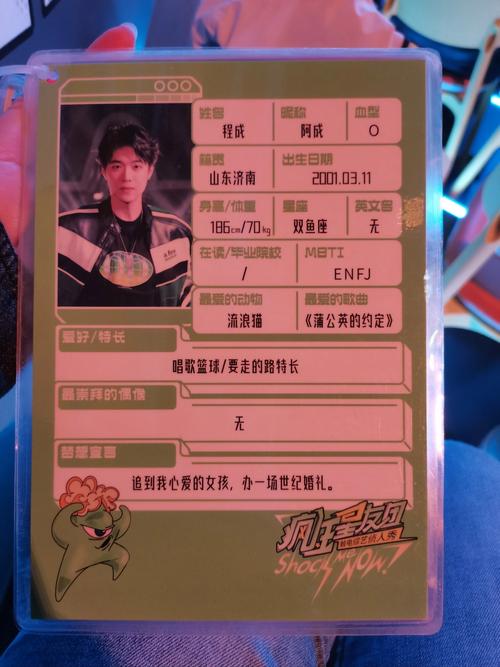 姓名 昵称 血型
程成 阿成 O
籍贯 出生日期
山东济南 2001.03.11
身高/体重 星座 英文名
186cm/70kg 双鱼座 无
在读/毕业院校 MBTI
/ ENFJ
最爱的动物 最爱的歌曲
流浪猫 《蒲公英的约定》
爱好/特长
唱歌篮球/要走的路特长
最崇拜的偶像
无
梦想宣言
追到我心爱的女孩，办一场世纪婚礼。
疯狂星友团
Shock Me NOW!